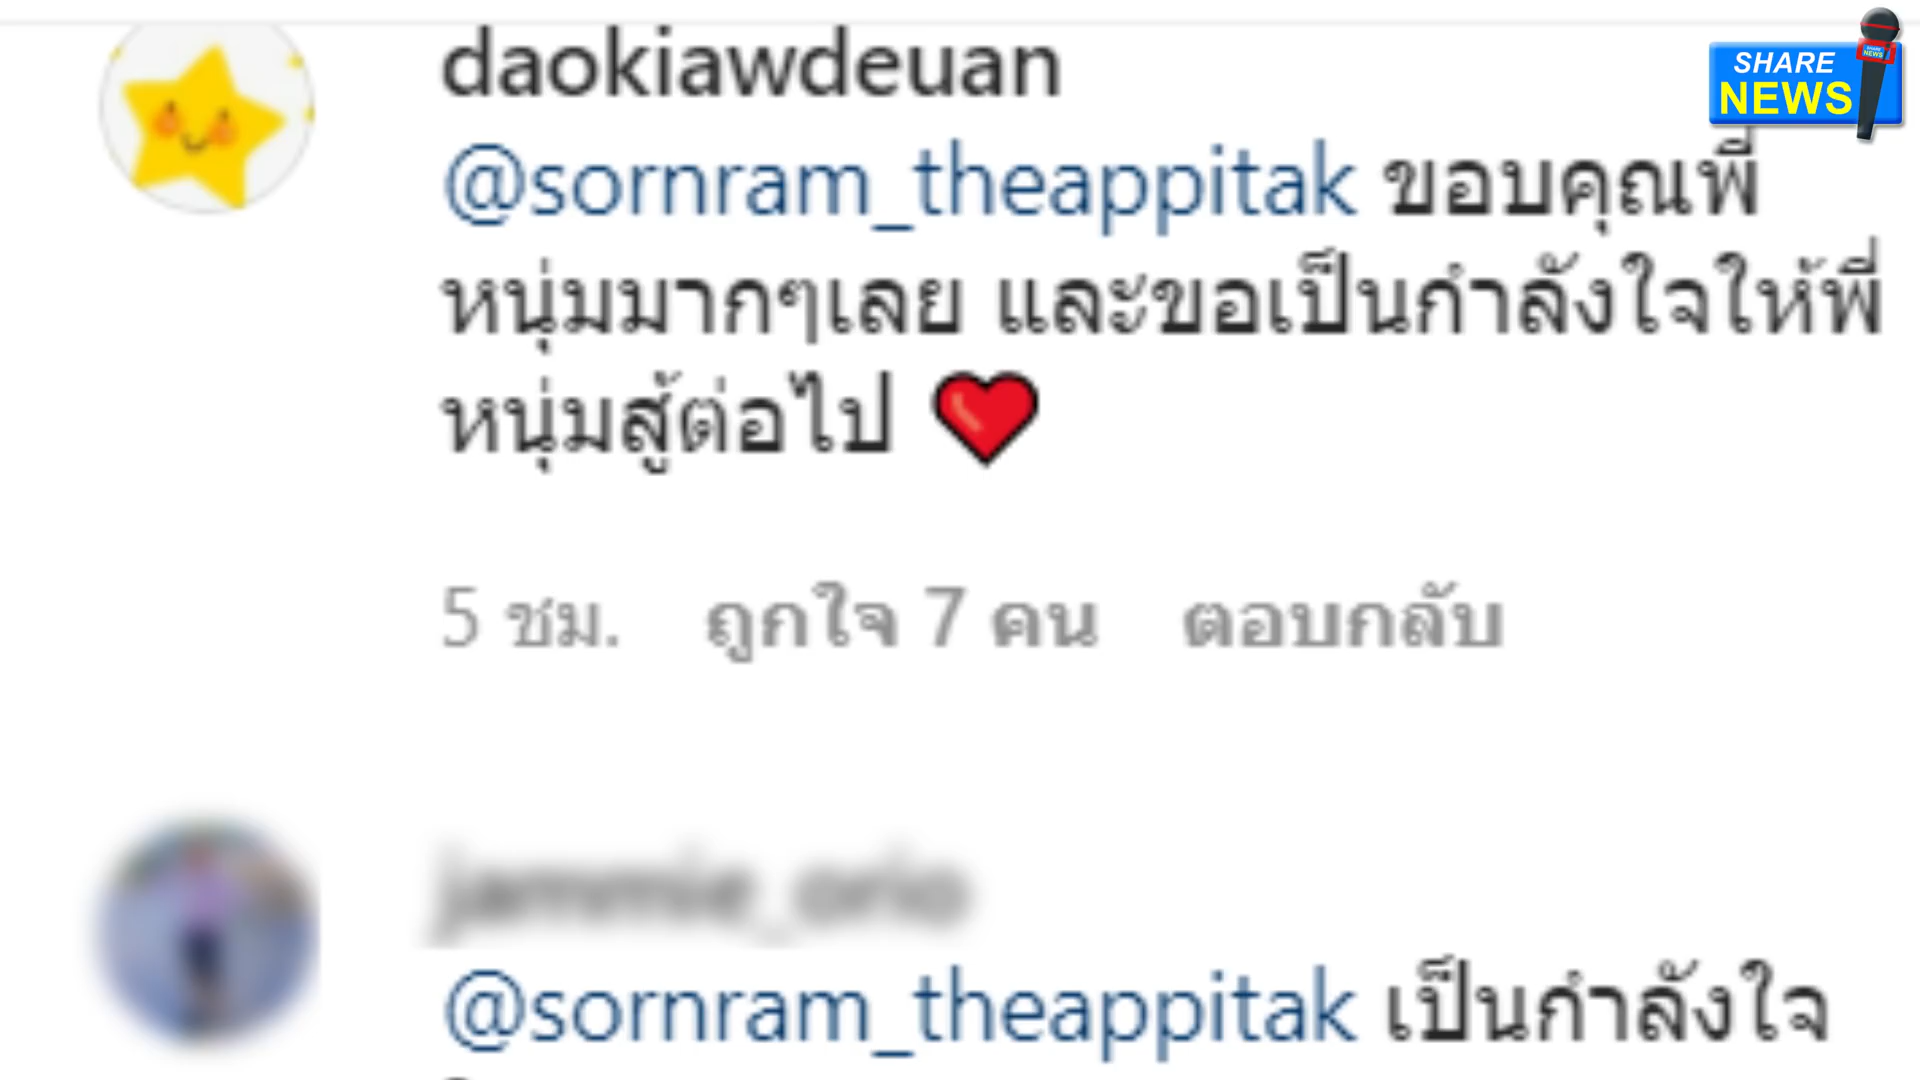 SHARE
NEWS
daokiawdeuan
@sornram_theappitak ขอบคุณพี่
หนุ่มมากๆเลย และขอเป็นกำลังใจให้พี่
หนุ่มสู้ต่อไป ❤️
5 ชม. ถูกใจ 7 คน ตอบกลับ
@sornram_theappitak เป็นกำลังใจ